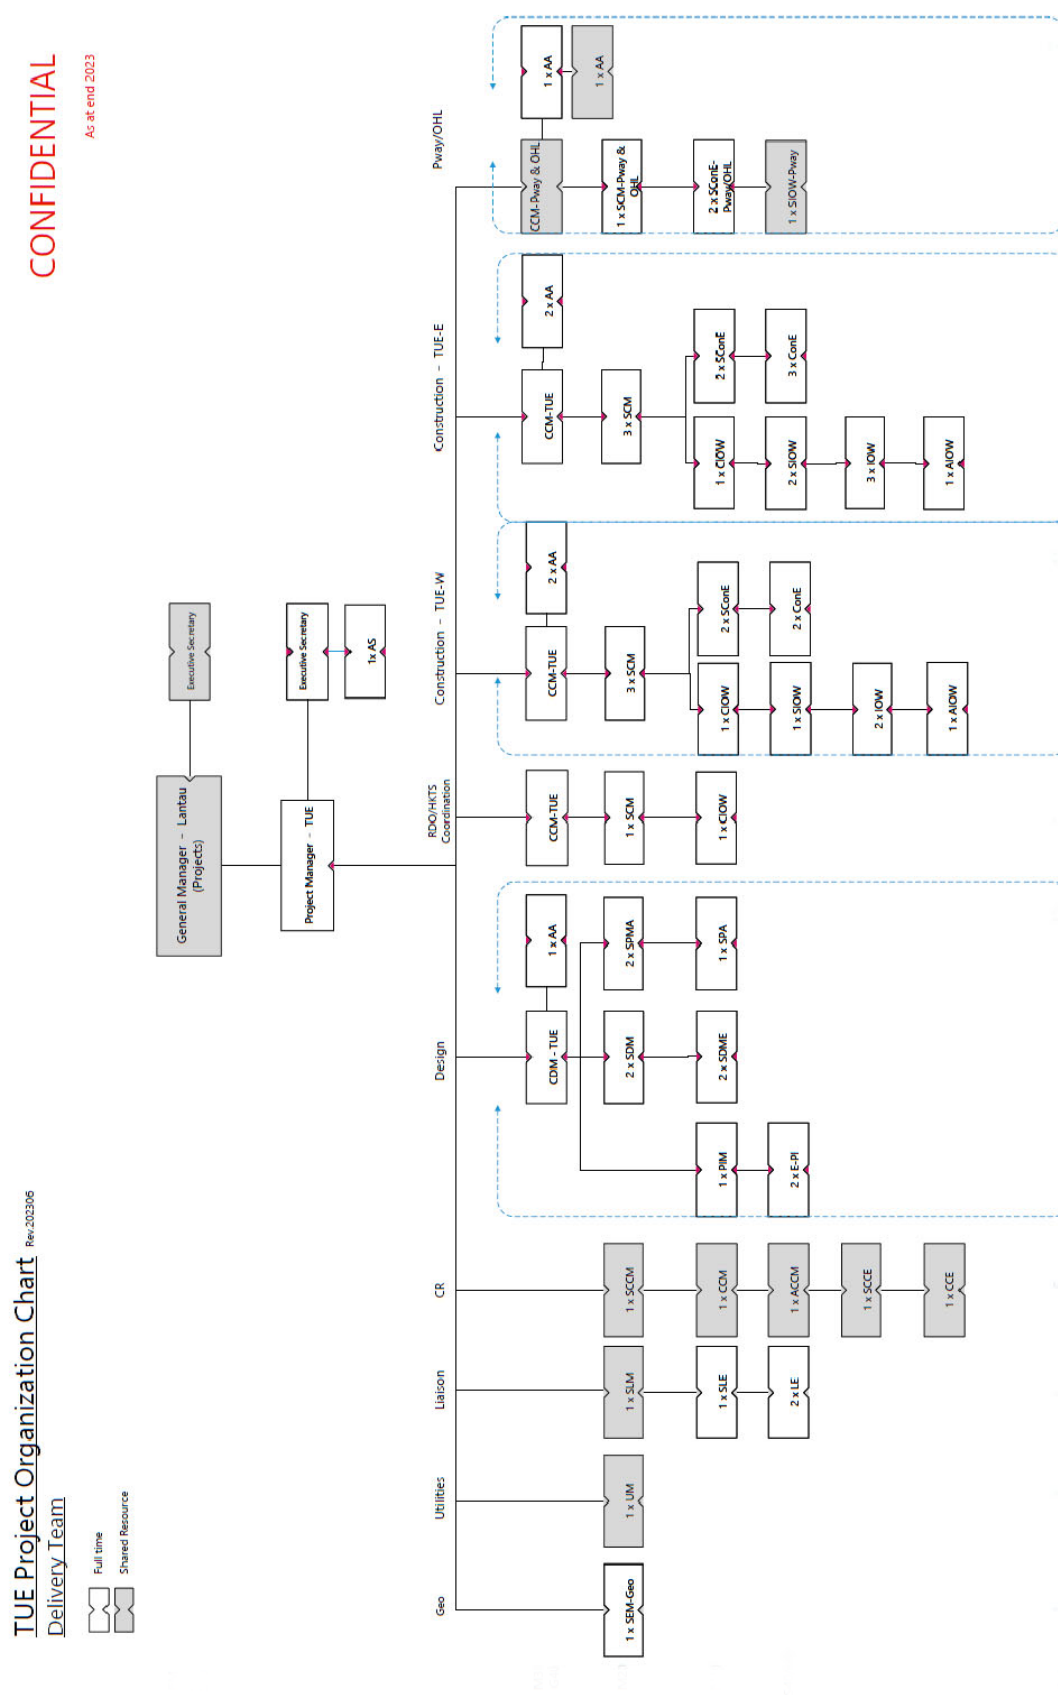 TUE Project Organization Chart Rev.202306
Delivery Team
Full time
Shared Resource
CONFIDENTIAL
As at end 2023
General Manager – Lantau
(Projects)
Executive Secretary
Project Manager – TUE
Executive Secretary
1x AS
Geo
1 x SEM-Geo
Utilities
1 x UM
Liaison
1 x SLM
1 x SLE
2 x LE
CR
1 x SCCM
1 x CCM
1 x ACCM
1 x SCCE
1 x CCE
Design
CDM - TUE
1 x AA
1 x PIM
2 x E-PI
2 x SDM
2 x SDME
2 x SPMA
1 x SPA
RDO/HKTS
Coordination
CCM-TUE
1 x SCM
1 x CIOW
Construction – TUE-W
CCM-TUE
2 x AA
3 x SCM
1 x CIOW
1 x SIOW
2 x IOW
1 x AIOW
2 x SConE
2 x ConE
Construction – TUE-E
CCM-TUE
2 x AA
3 x SCM
1 x CIOW
2 x SIOW
3 x IOW
1 x AIOW
2 x SConE
3 x ConE
Pway/OHL
CCM-Pway & OHL
1 x AA
1 x AA
1 x SCM-Pway &
OHL
2 x SConE-
Pway/OHL
1 x SIOW-Pway